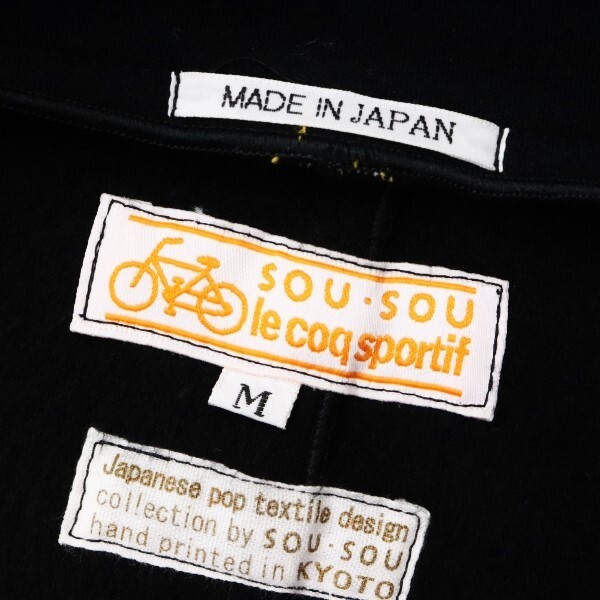 MADE IN JAPAN
SOU・SOU
le coq sportif
M
Japanese pop textile design
collection by SOU・SOU
hand printed in KYOTO